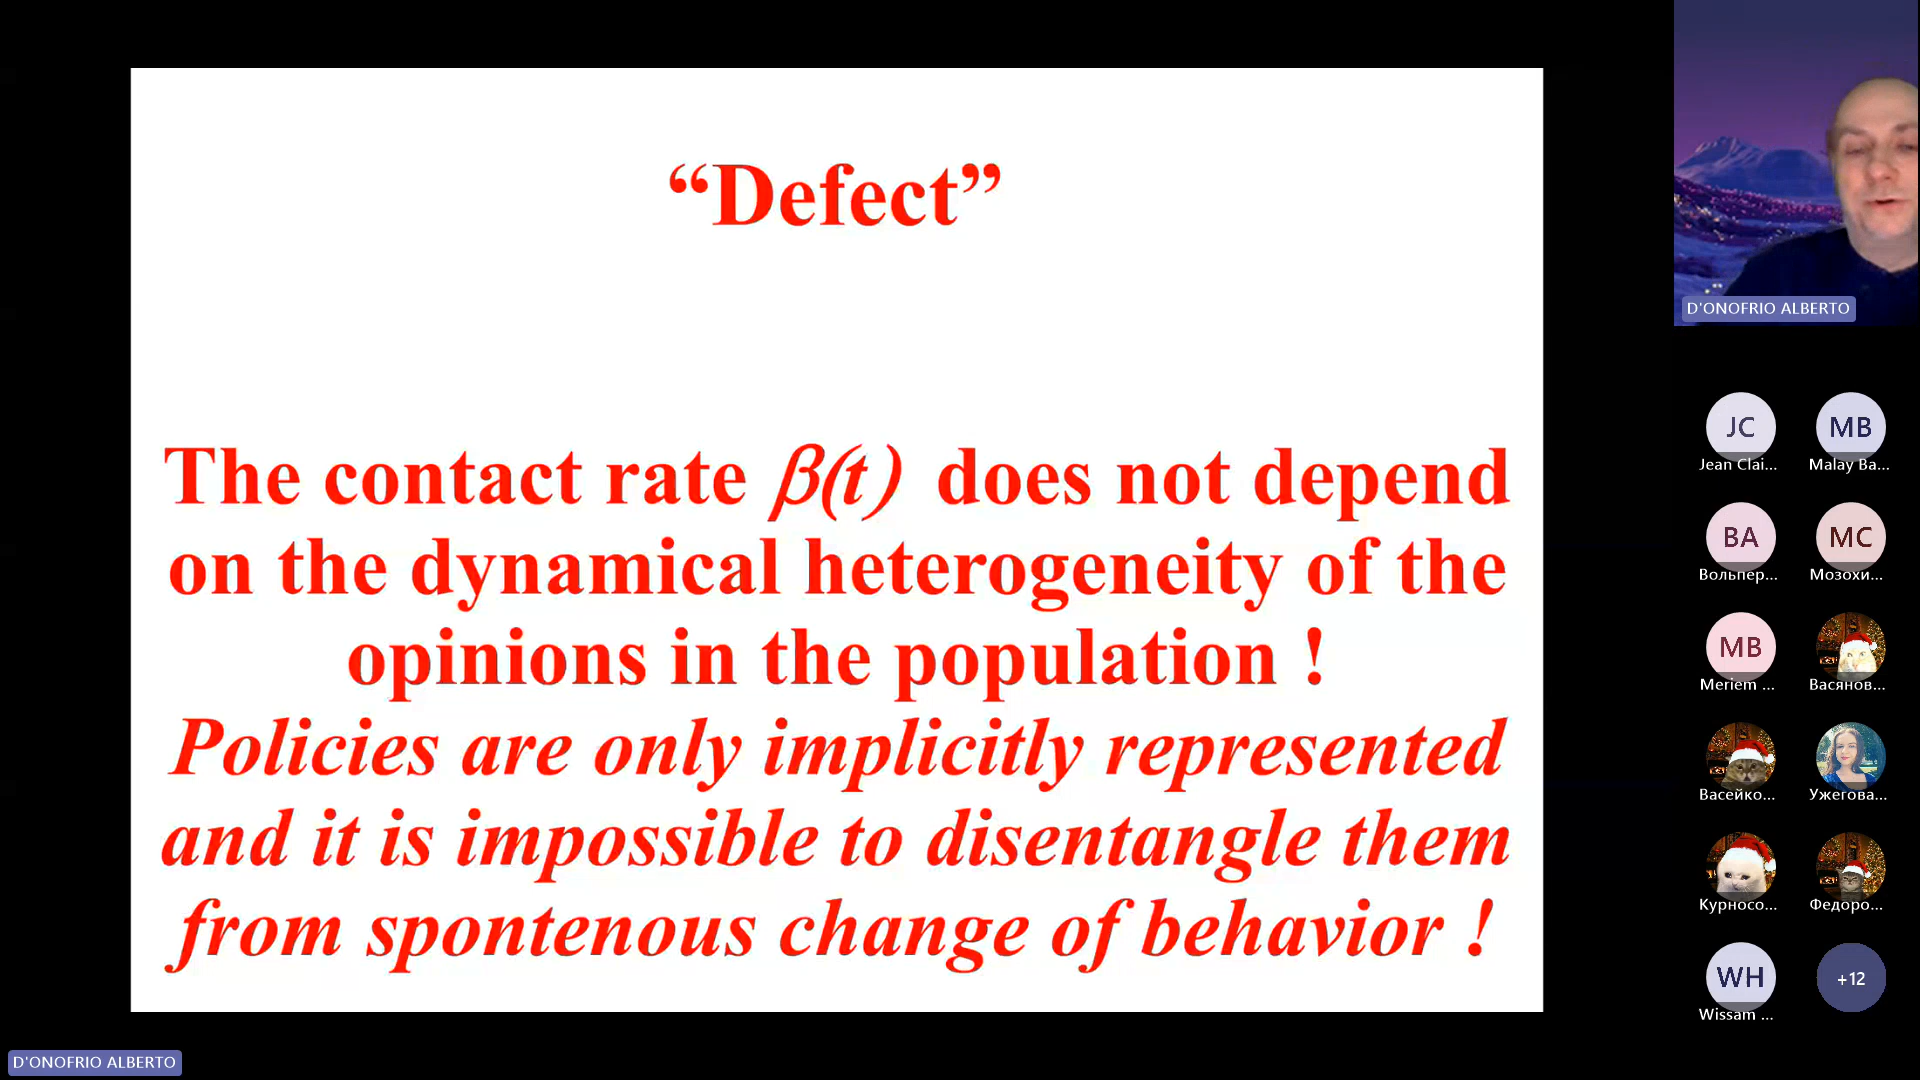 “Defect”
The contact rate β(t) does not depend
on the dynamical heterogeneity of the
opinions in the population !
Policies are only implicitly represented
and it is impossible to disentangle them
from spontenous change of behavior !
D'ONOFRIO ALBERTO
JC
MB
Jean Clai...
Malay Ba...
BA
MC
Вольпер...
Мозохи...
MB
Meriem ...
Васянов...
Васейко...
Ужегова...
Курносо...
Федоро...
WH
+12
Wissam ...
D'ONOFRIO ALBERTO